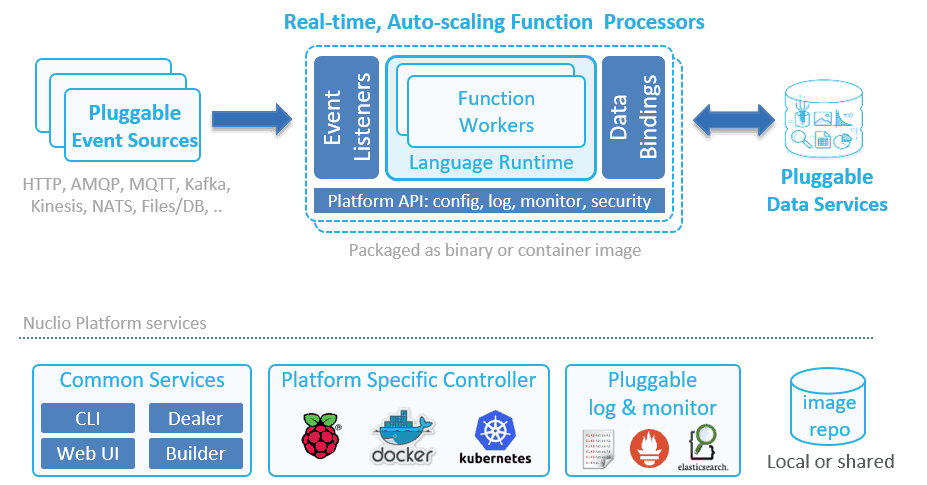 Real-time, Auto-scaling Function Processors
Pluggable
Event Sources
HTTP, AMQP, MQTT, Kafka,
Kinesis, NATS, Files/DB, ..
Event
Listeners
Function
Workers
Language Runtime
Data
Bindings
Platform API: config, log, monitor, security
Packaged as binary or container image
f(x)
Pluggable
Data Services
Nuclio Platform services
Common Services
CLI
Dealer
Web UI
Builder
Platform Specific Controller
®
docker
kubernetes
Pluggable
log & monitor
elasticsearch.
image
repo
Local or shared